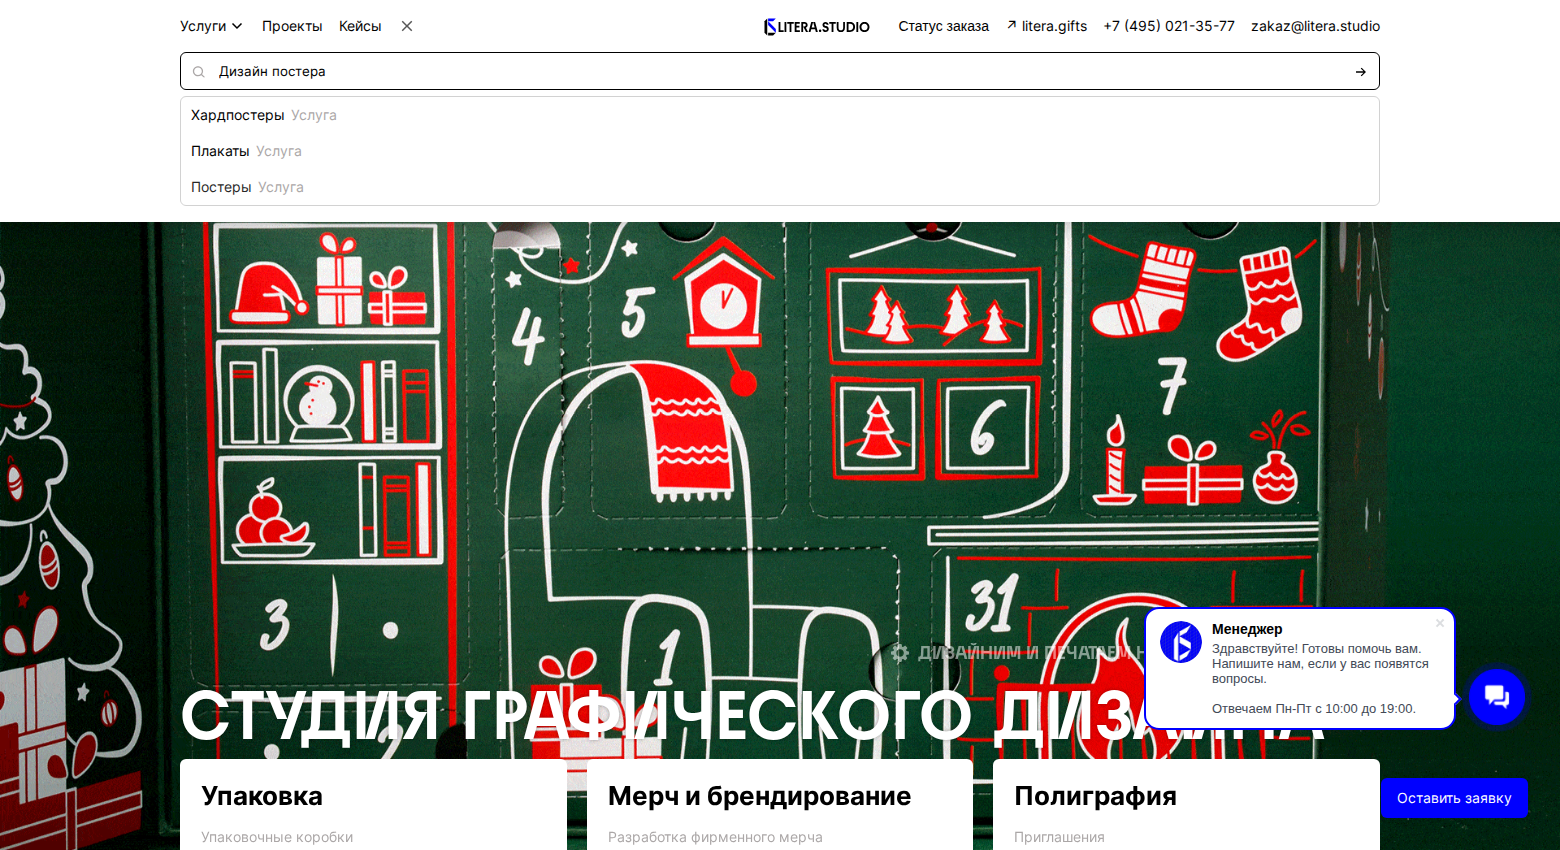 Услуги Проекты Кейсы LITERA.STUDIO Статус заказа litera.gifts +7 (495) 021-35-77 zakaz@litera.studio
Дизайн постера
Хардпостеры Услуга
Плакаты Услуга
Постеры Услуга
4 5 7
6
3 1 31
2
ДИЗАЙНИМ И ПЕЧАТАЕМ
СТУДИЯ ГРАФИЧЕСКОГО
Менеджер
Здравствуйте! Готовы помочь вам.
Напишите нам, если у вас появятся
вопросы.
Отвечаем Пн-Пт с 10:00 до 19:00.
Упаковка Мерч и брендирование Полиграфия
Оставить заявку
Упаковочные коробки Разработка фирменного мерча Приглашения